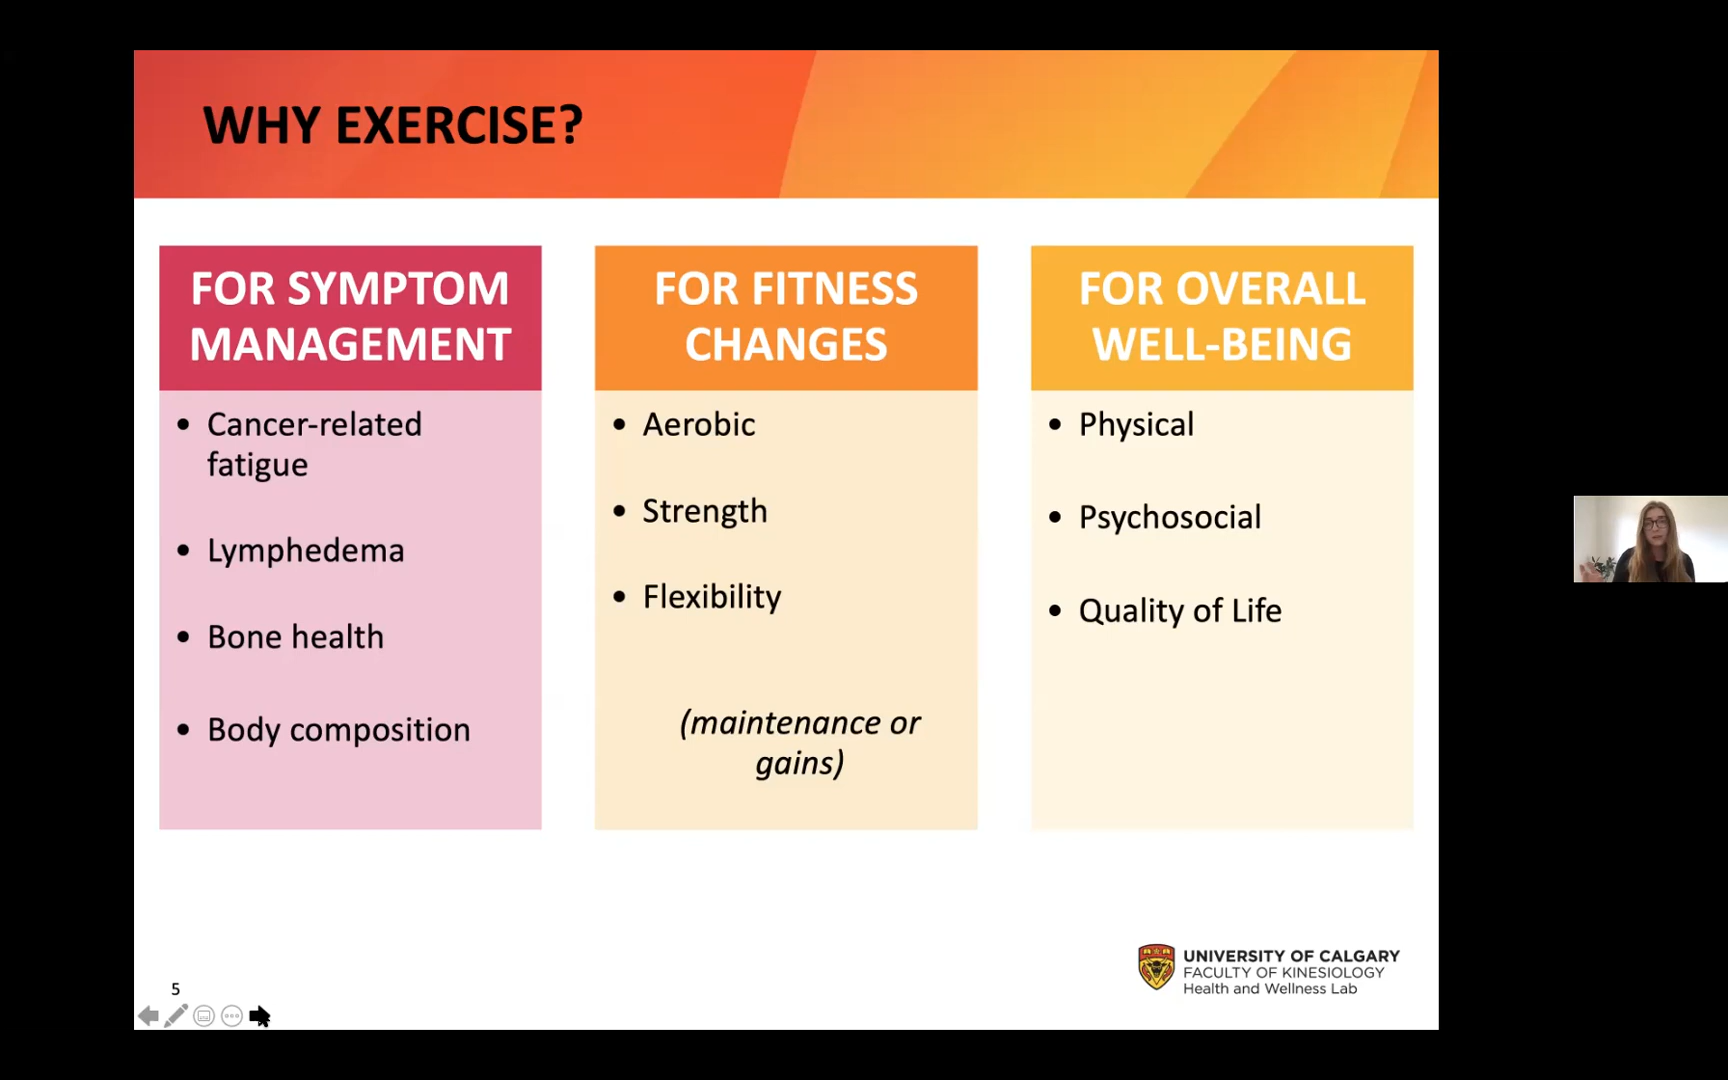 WHY EXERCISE?
FOR SYMPTOM
MANAGEMENT
• Cancer-related
fatigue
• Lymphedema
• Bone health
• Body composition
FOR FITNESS
CHANGES
• Aerobic
• Strength
• Flexibility
(maintenance or
gains)
FOR OVERALL
WELL-BEING
• Physical
• Psychosocial
• Quality of Life
UNIVERSITY OF CALGARY
FACULTY OF KINESIOLOGY
Health and Wellness Lab
5